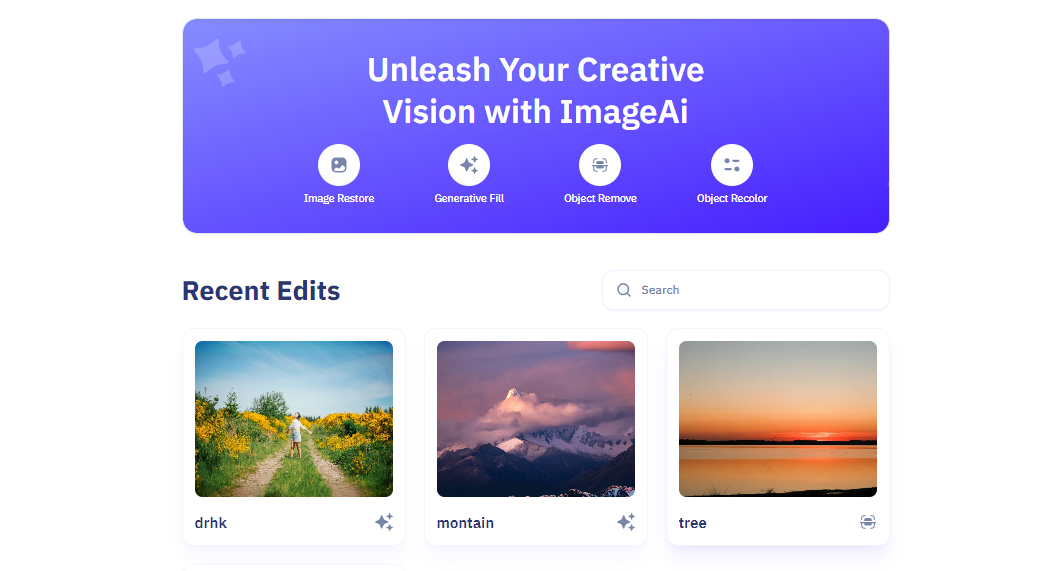 Unleash Your Creative
Vision with ImageAi
Image Restore
Generative Fill
Object Remove
Object Recolor
Recent Edits
Search
drhk
montain
tree